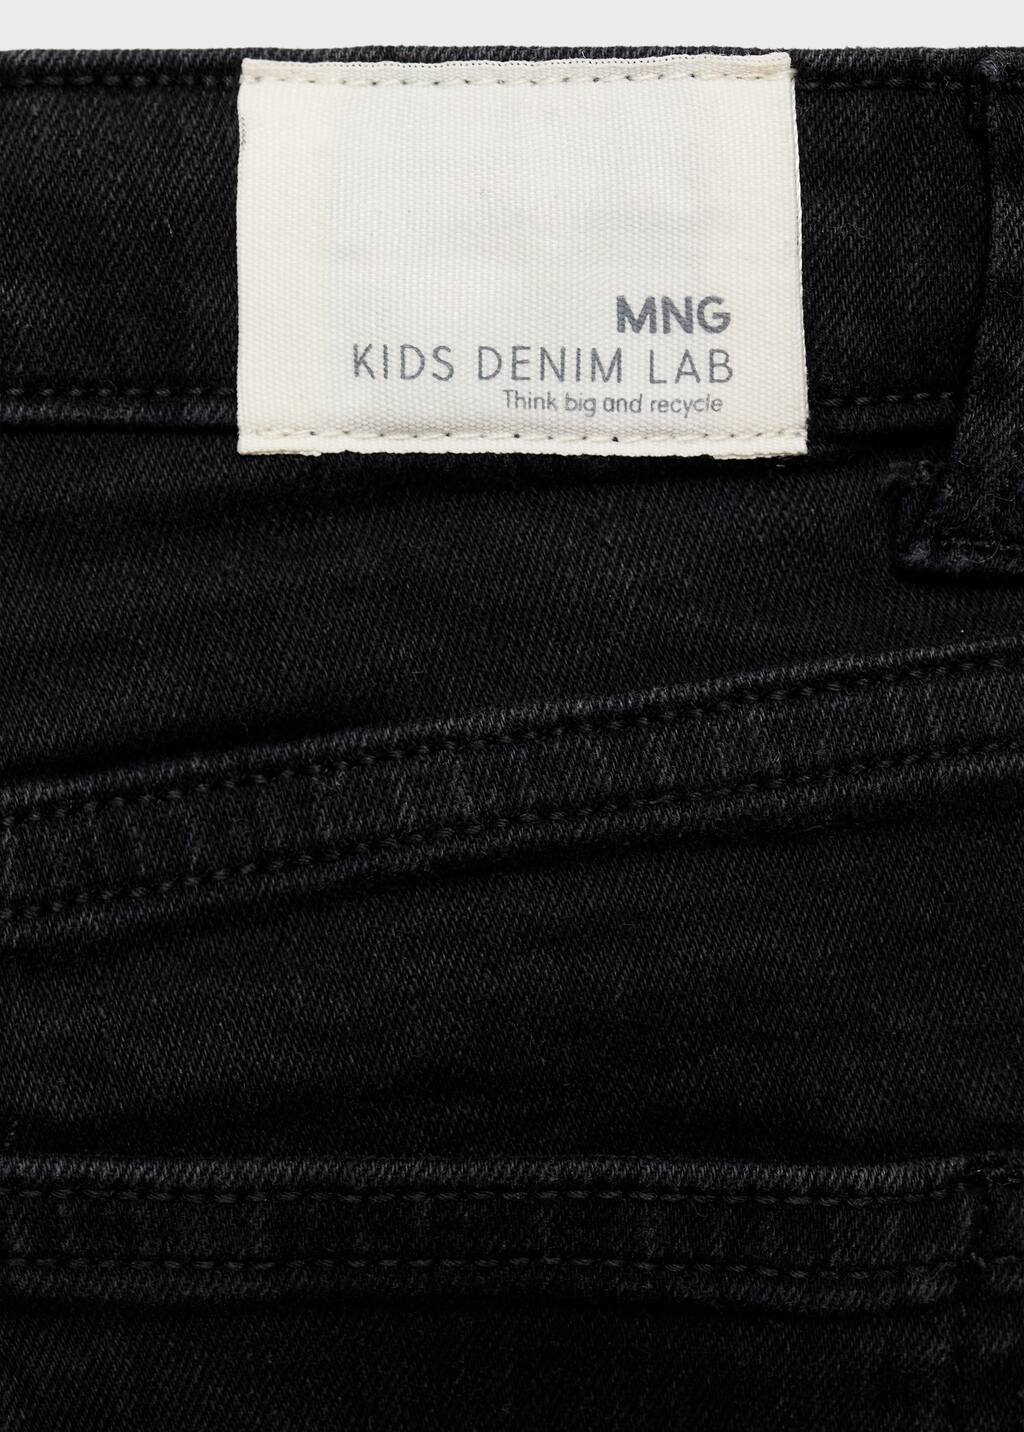 MNG
KIDS DENIM LAB
Think big and recycle